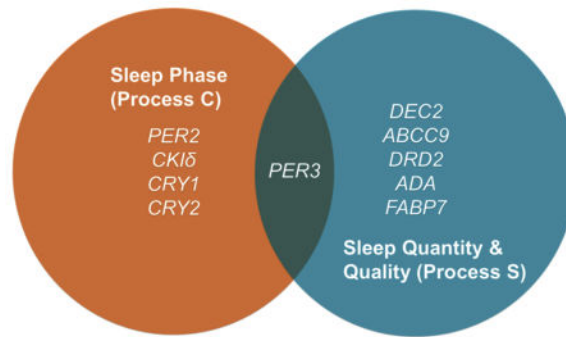 Sleep Phase
(Process C)
PER2
CKIδ
CRY1
CRY2
PER3
DEC2
ABCC9
DRD2
ADA
FABP7
Sleep Quantity &
Quality (Process S)